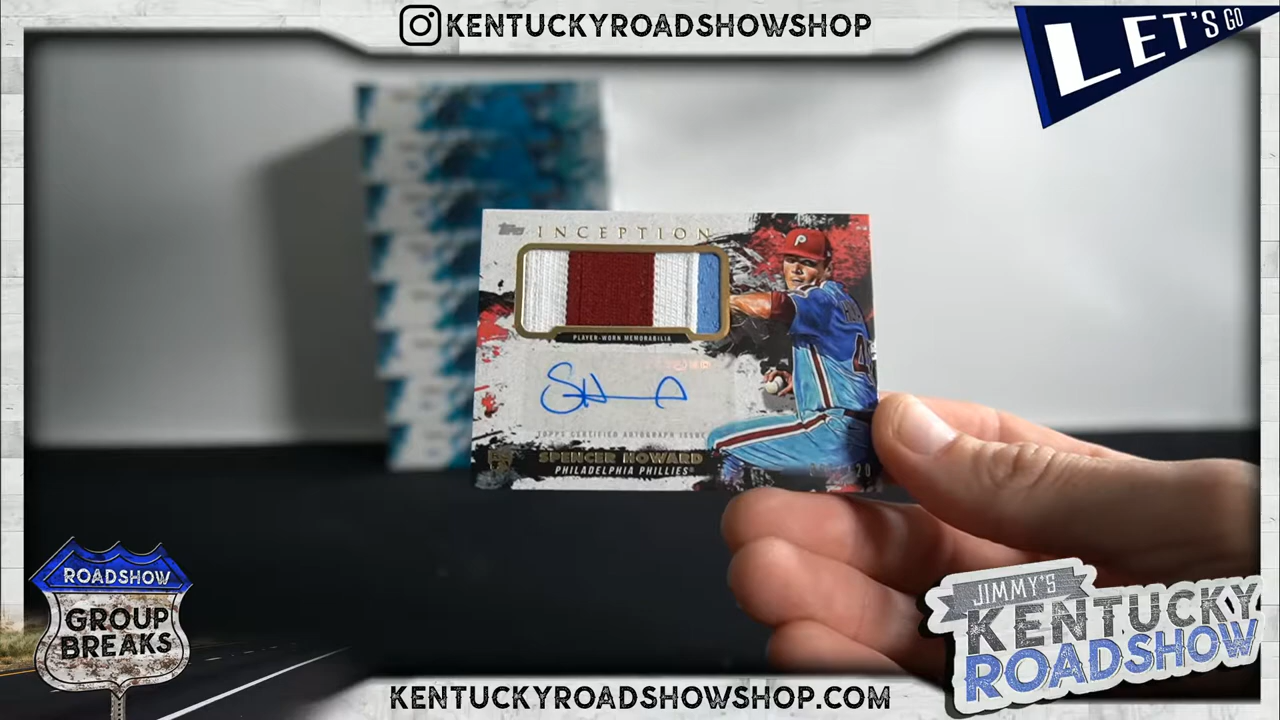 KENTUCKYROADSHOWSHOP
LET'S GO
Topps INCEPTION
P
PLAYER-WORN MEMORABILIA
TOPPS CERTIFIED AUTOGRAPH ISSUE
SPENCER HOWARD
PHILADELPHIA PHILLIES®
ROADSHOW
GROUP
BREAKS
JIMMY'S
KENTUCKY
ROADSHOW
KENTUCKYROADSHOWSHOP.COM